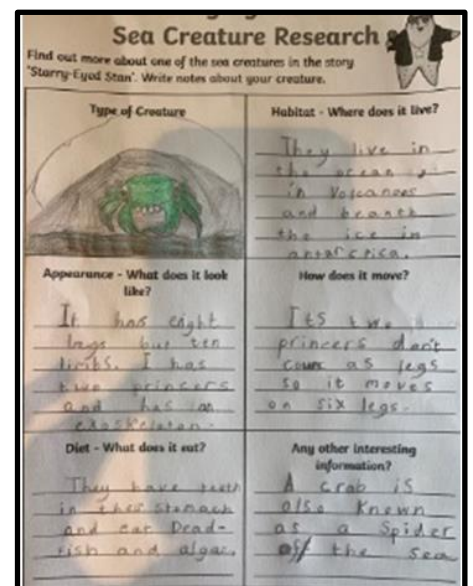 Sea Creature Research
Find out more about one of the sea creatures in the story
'Starry-Eyed Stan'. Write notes about your creature.
Type of Creature
Habitat - Where does it live?
They live in
the ocean
in Volcanoes
and beanth
the ice in
antarctica.
Appearance - What does it look
like?
It has eight
legs but ten
limbs. I has
two princers
and has an
exoskeleton.
How does it move?
Its two
princers don't
count as legs
so it moves
on six legs.
Diet - What does it eat?
They have teeth
in their stomach
and eat Dead-
fish and algae.
Any other interesting
information?
A crab is
also known
as a Spider
off the sea